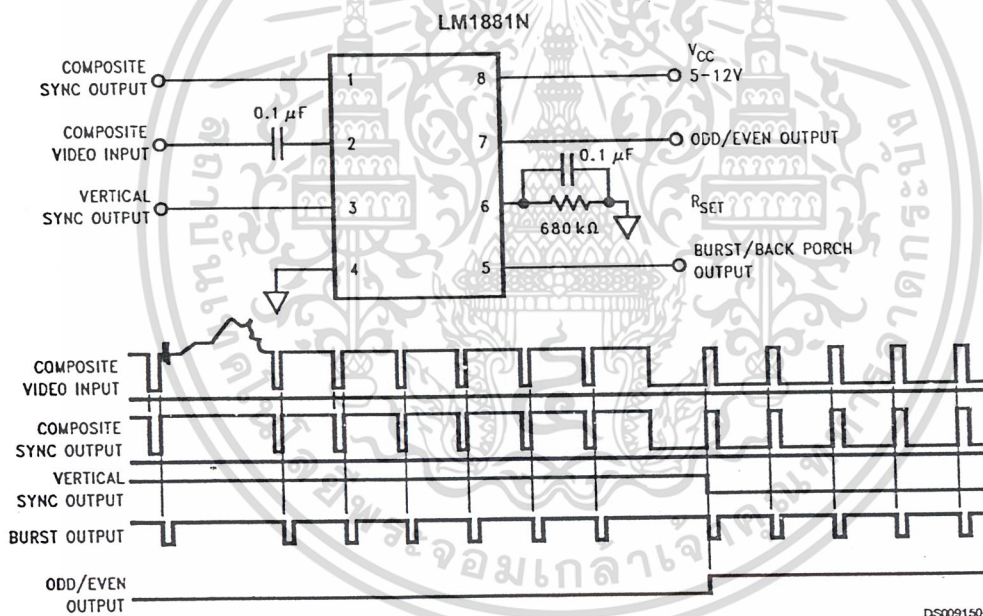 LM1881N
COMPOSITE
SYNC OUTPUT
COMPOSITE
VIDEO INPUT
VERTICAL
SYNC OUTPUT
0.1 μF
1
2
3
4
8
7
6
5
VCC
5–12V
ODD/EVEN OUTPUT
0.1 μF
680 kΩ
RSET
BURST/BACK PORCH
OUTPUT
COMPOSITE
VIDEO INPUT
COMPOSITE
SYNC OUTPUT
VERTICAL
SYNC OUTPUT
BURST OUTPUT
ODD/EVEN
OUTPUT